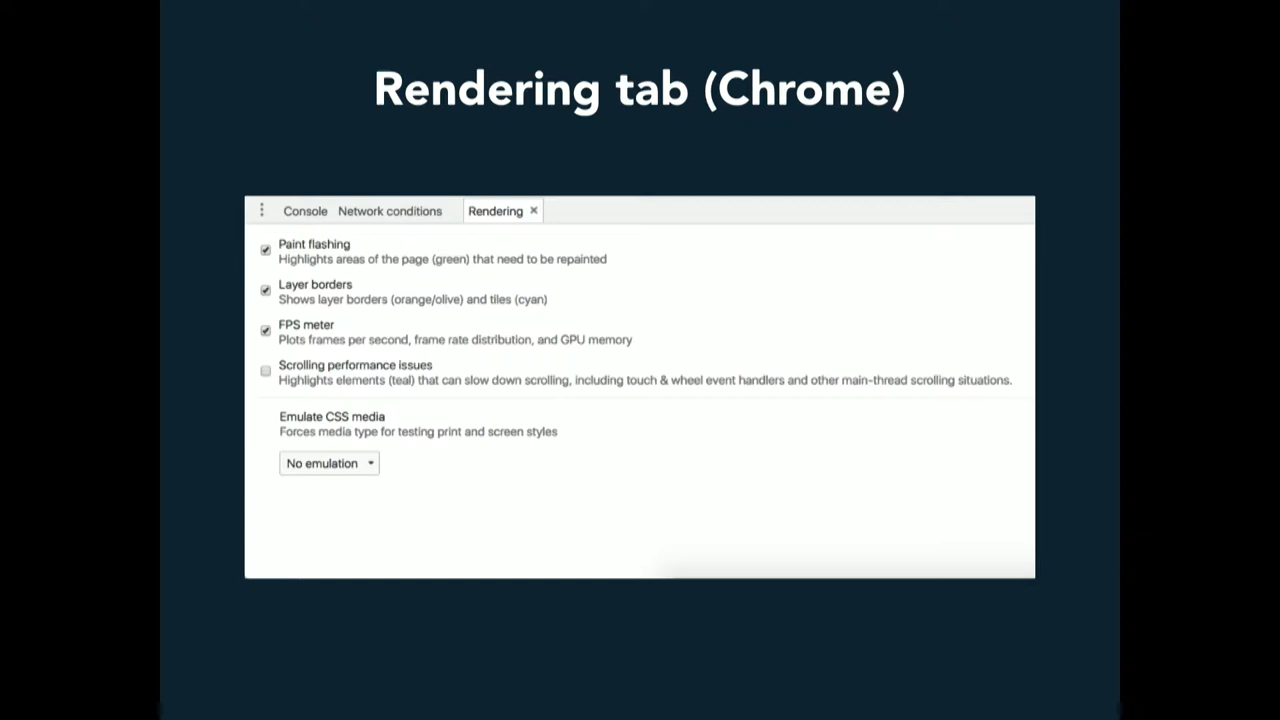 Rendering tab (Chrome)
Console Network conditions Rendering ×
Paint flashing
Highlights areas of the page (green) that need to be repainted
Layer borders
Shows layer borders (orange/olive) and tiles (cyan)
FPS meter
Plots frames per second, frame rate distribution, and GPU memory
Scrolling performance issues
Highlights elements (teal) that can slow down scrolling, including touch & wheel event handlers and other main-thread scrolling situations.
Emulate CSS media
Forces media type for testing print and screen styles
No emulation